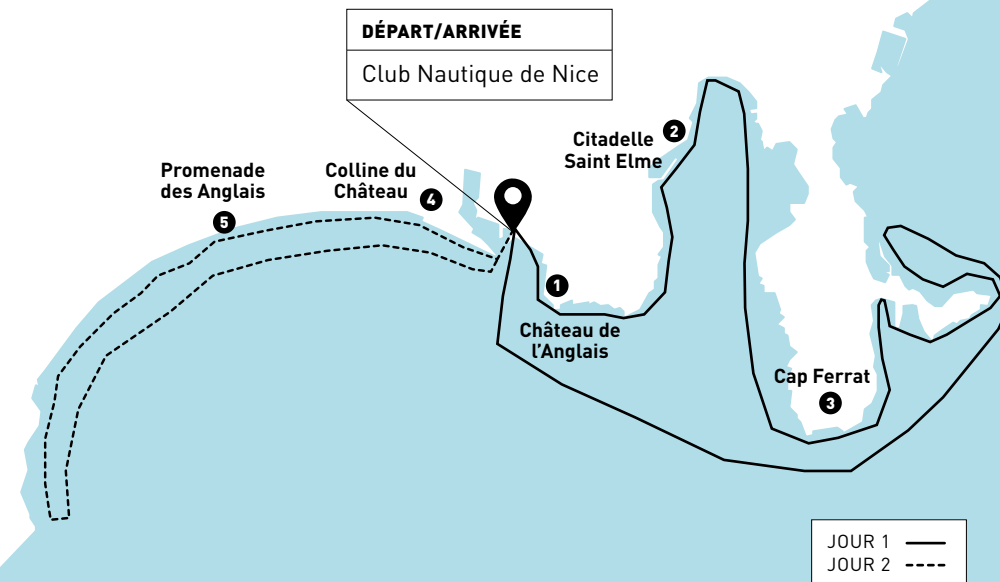 DÉPART/ARRIVÉE
Club Nautique de Nice
Citadelle
Saint Elme
2
Promenade
des Anglais
5
Colline du
Château
4
1
Château de
l'Anglais
Cap Ferrat
3
JOUR 1
JOUR 2